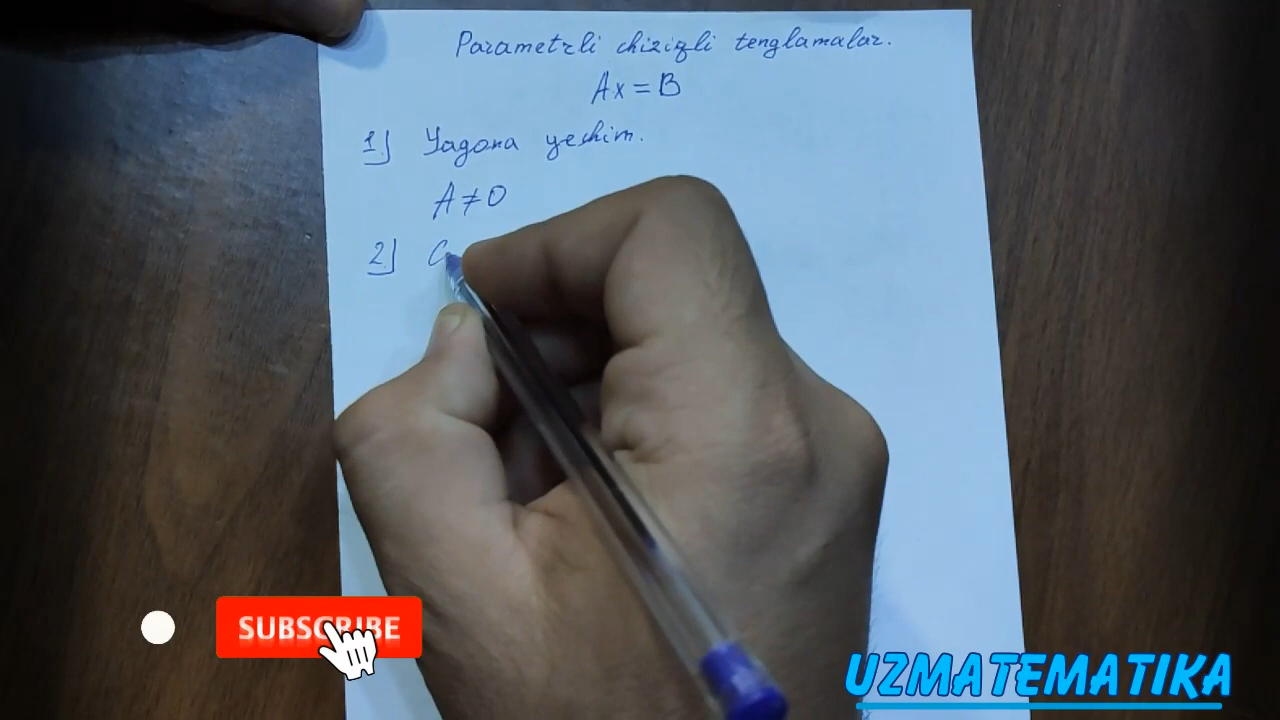 Parametrli chiziqli tenglamalar.
Ax = B
1) Yagona yechim.
A ≠ 0
2) C
SUBSCRIBE
UZMATEMATIKA